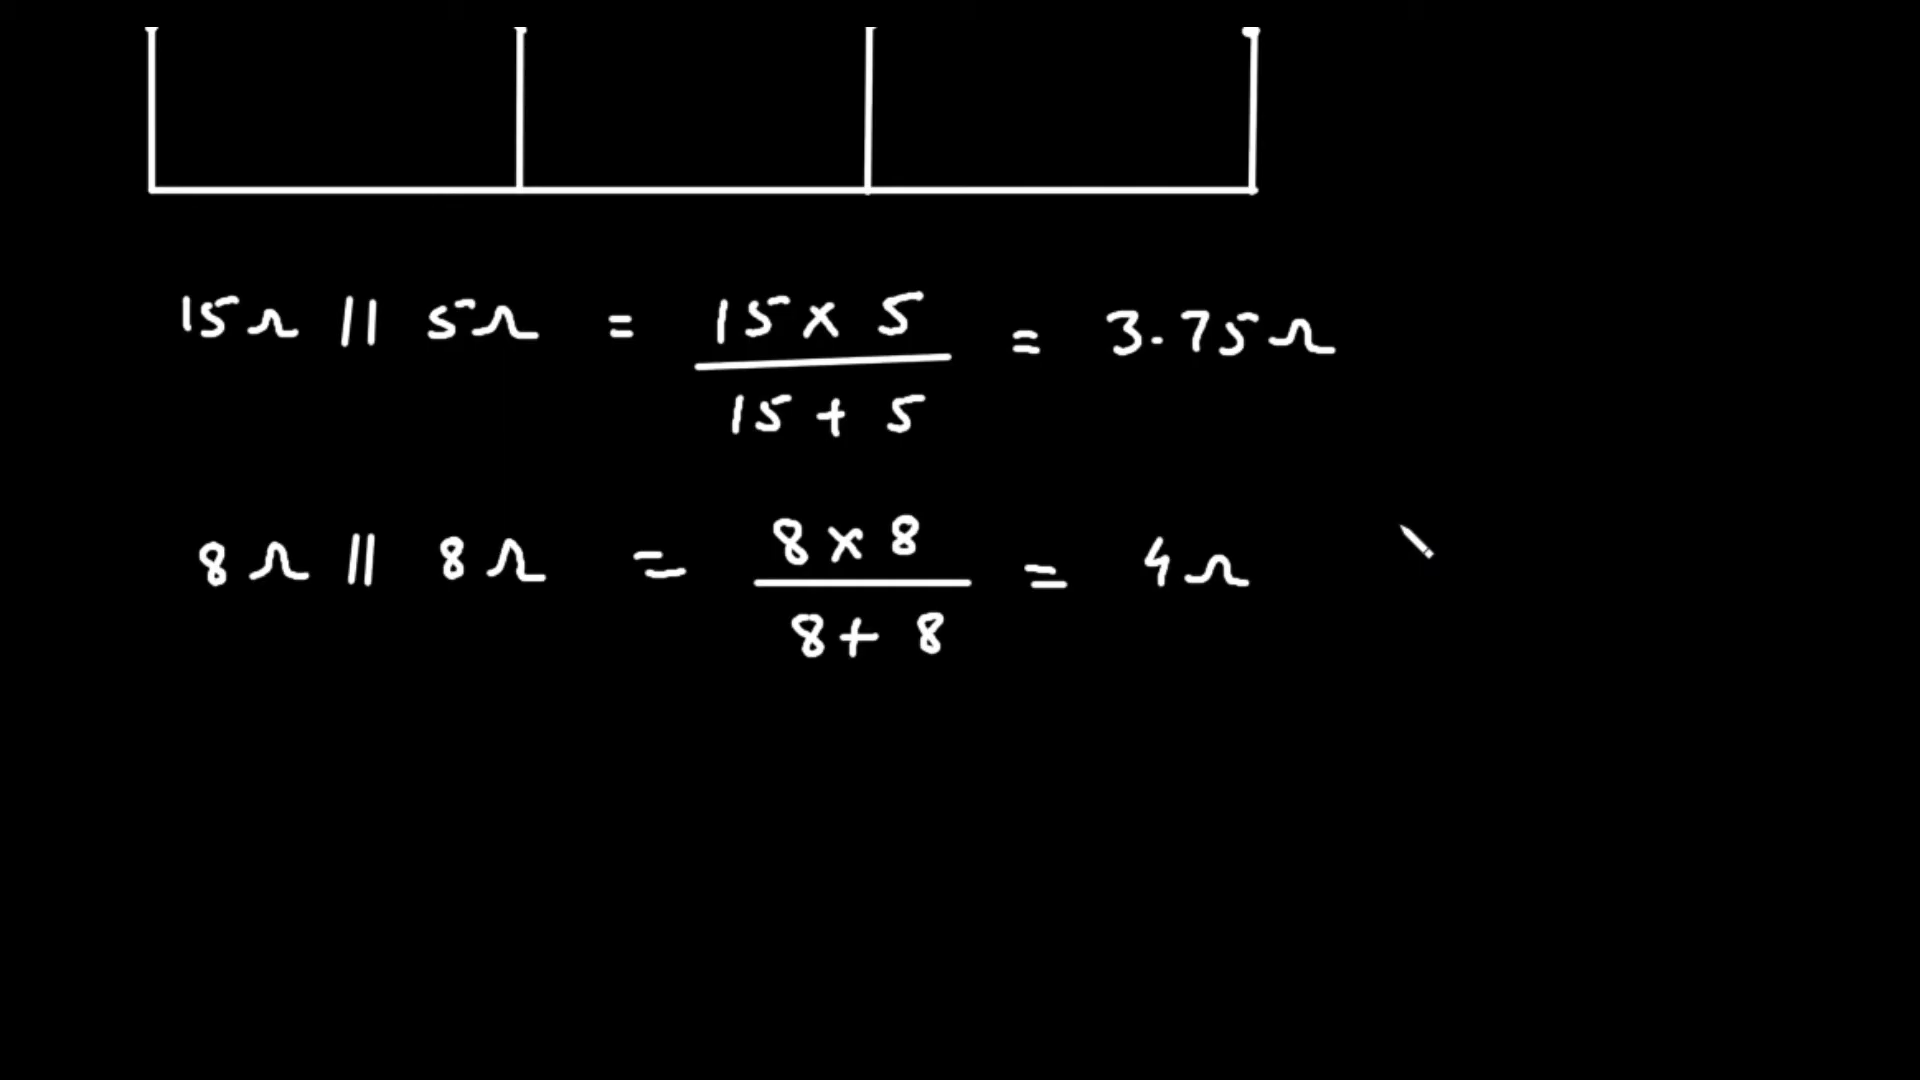 15Ω || 5Ω = 15 × 5 / 15 + 5 = 3.75Ω
8Ω || 8Ω = 8 × 8 / 8 + 8 = 4Ω